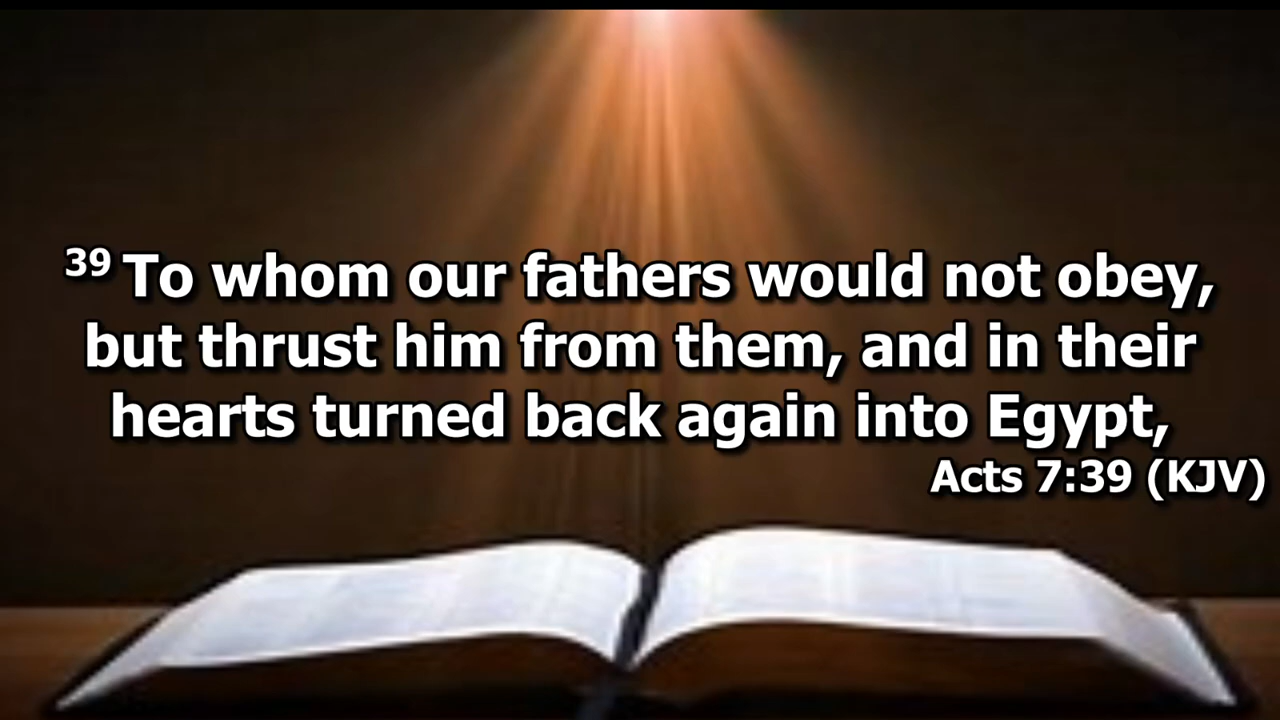 39 To whom our fathers would not obey,
but thrust him from them, and in their
hearts turned back again into Egypt,
Acts 7:39 (KJV)